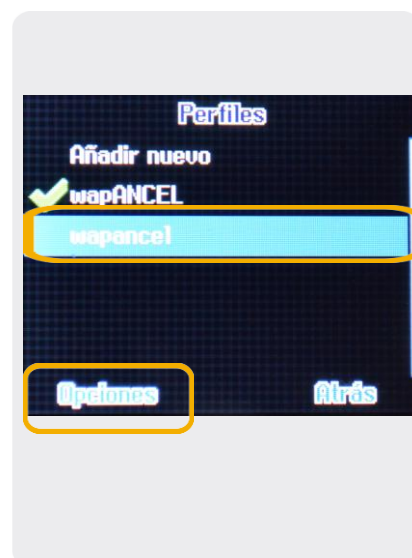 Perfiles
Añadir nuevo
wapANCEL
wapancel
Opciones Atrás